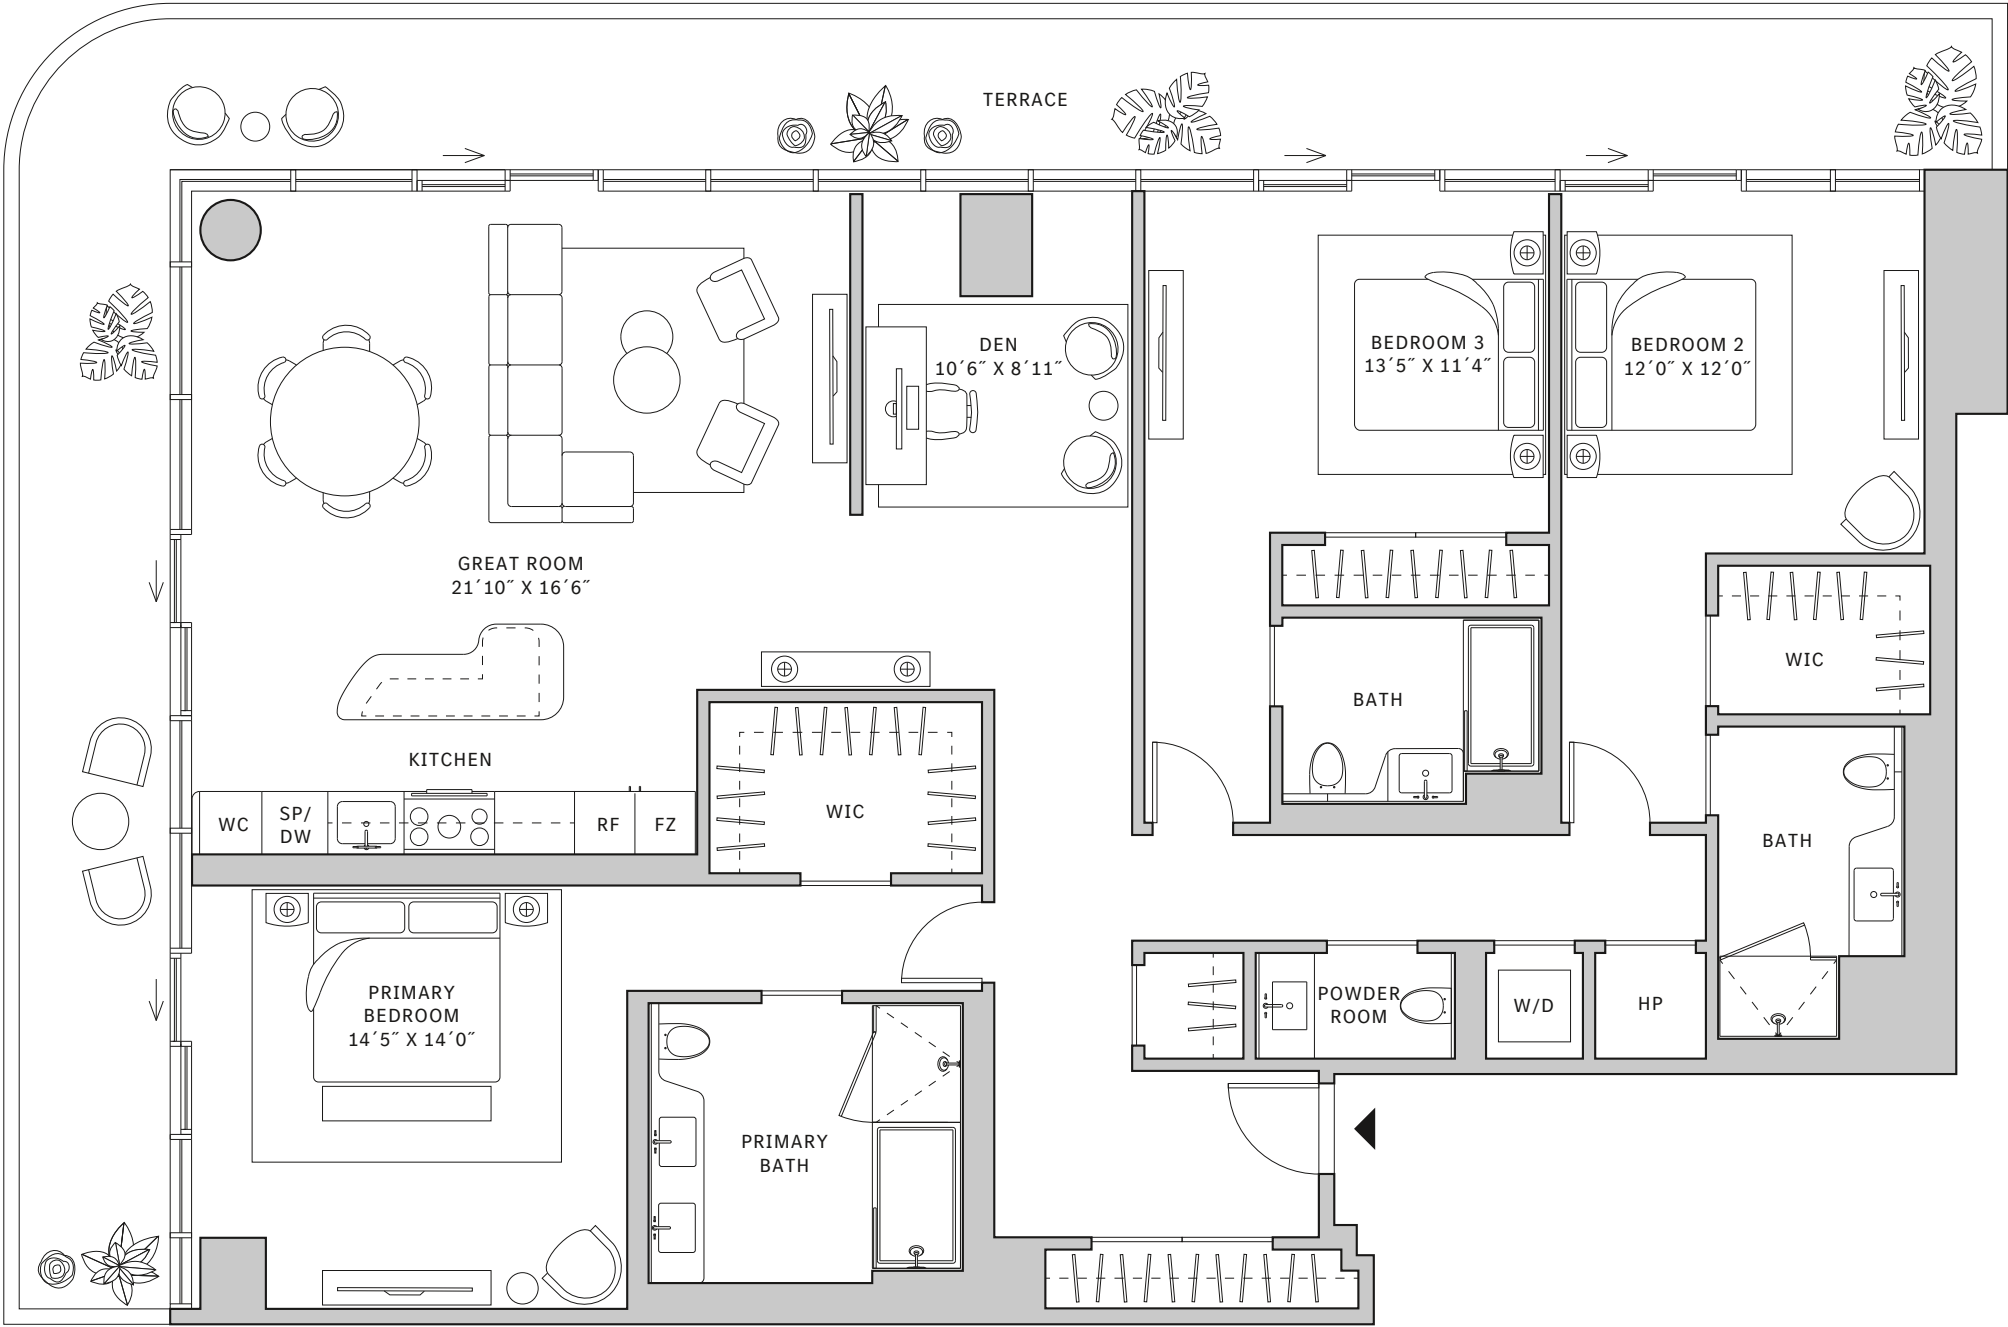 TERRACE
DEN
10´6˝ X 8´11˝
BEDROOM 3
13´5˝ X 11´4˝
BEDROOM 2
12´0˝ X 12´0˝
GREAT ROOM
21´10˝ X 16´6˝
WIC
BATH
KITCHEN
WC
SP/
DW
RF
FZ
WIC
BATH
PRIMARY
BEDROOM
14´5˝ X 14´0˝
POWDER
ROOM
W/D
HP
PRIMARY
BATH